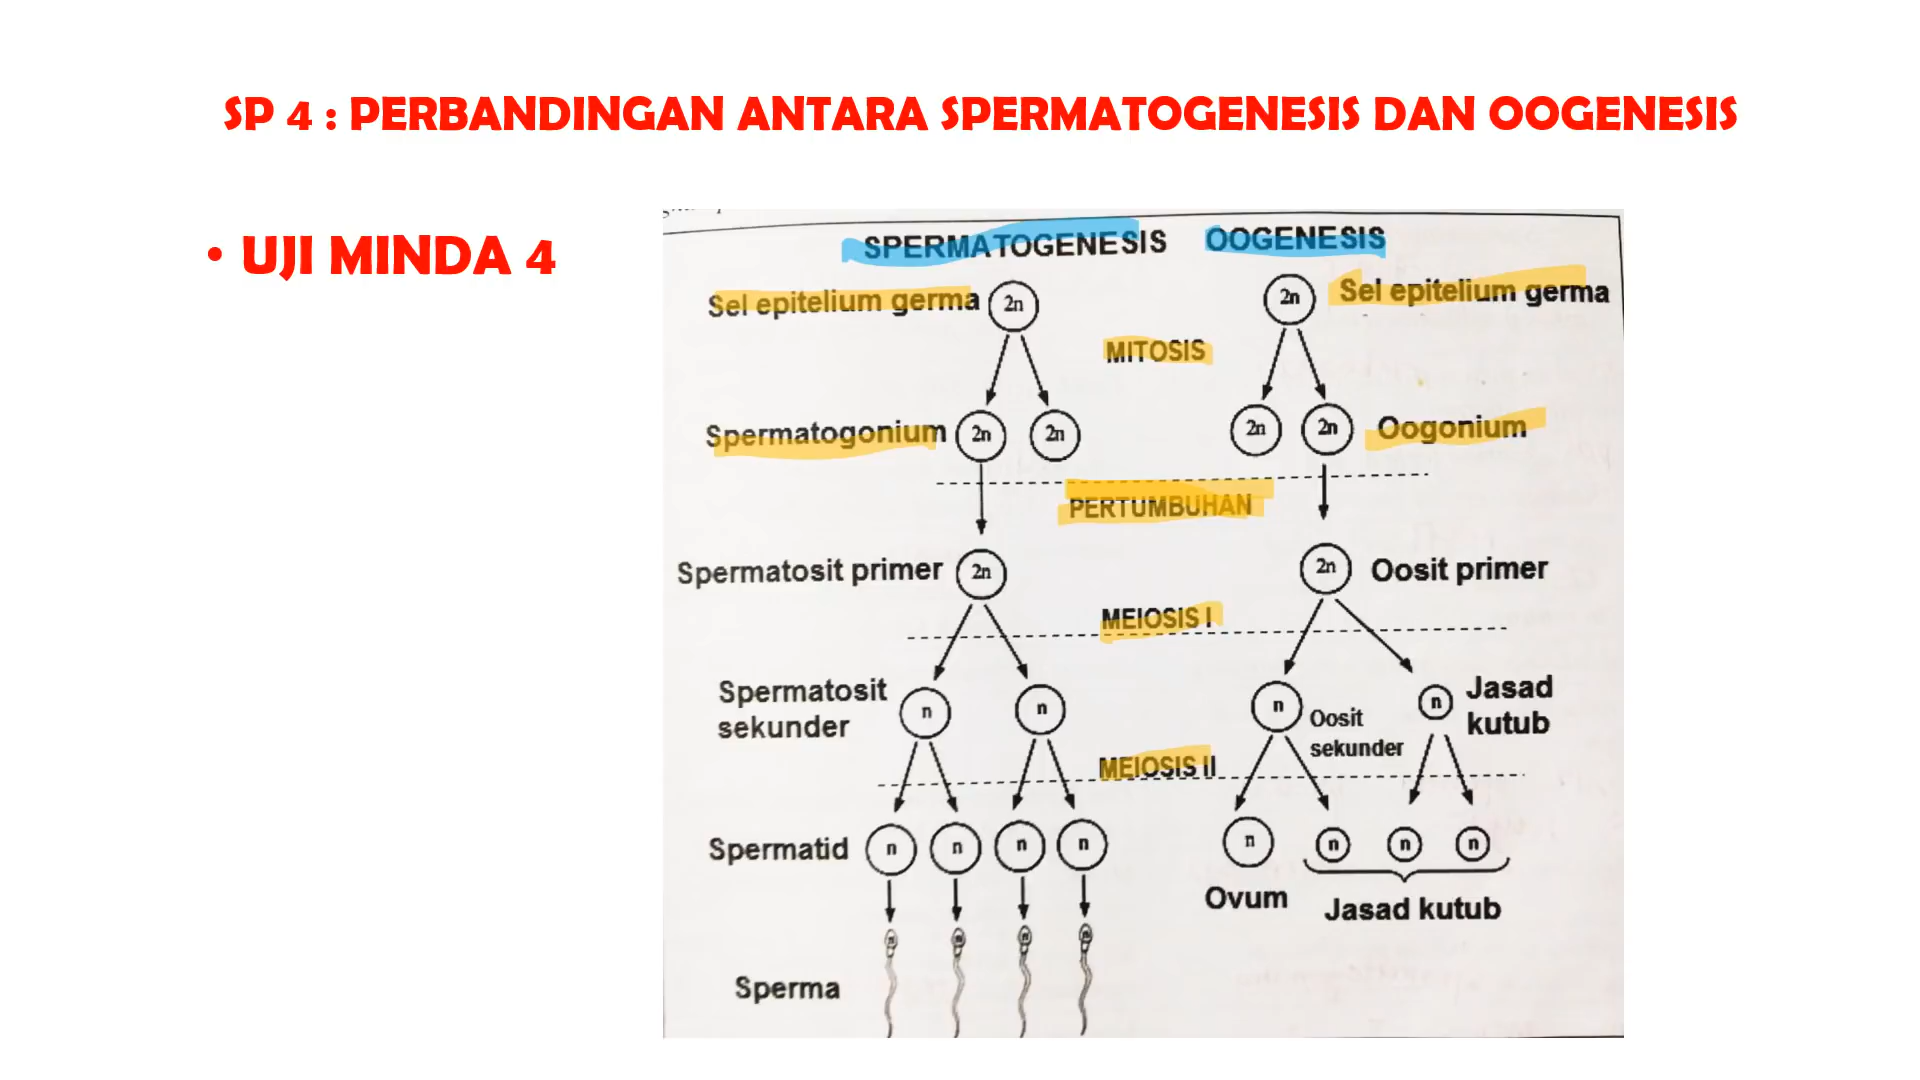 SP 4 : PERBANDINGAN ANTARA SPERMATOGENESIS DAN OOGENESIS
• UJI MINDA 4
SPERMATOGENESIS OOGENESIS
Sel epitelium germa 2n 2n Sel epitelium germa
MITOSIS
Spermatogonium 2n 2n 2n 2n Oogonium
PERTUMBUHAN
Spermatosit primer 2n 2n Oosit primer
MEIOSIS I
Spermatosit
sekunder
n n n
Oosit
sekunder
n
Jasad
kutub
MEIOSIS II
Spermatid n n n n n n n n
Ovum
Jasad kutub
n n n n
Sperma